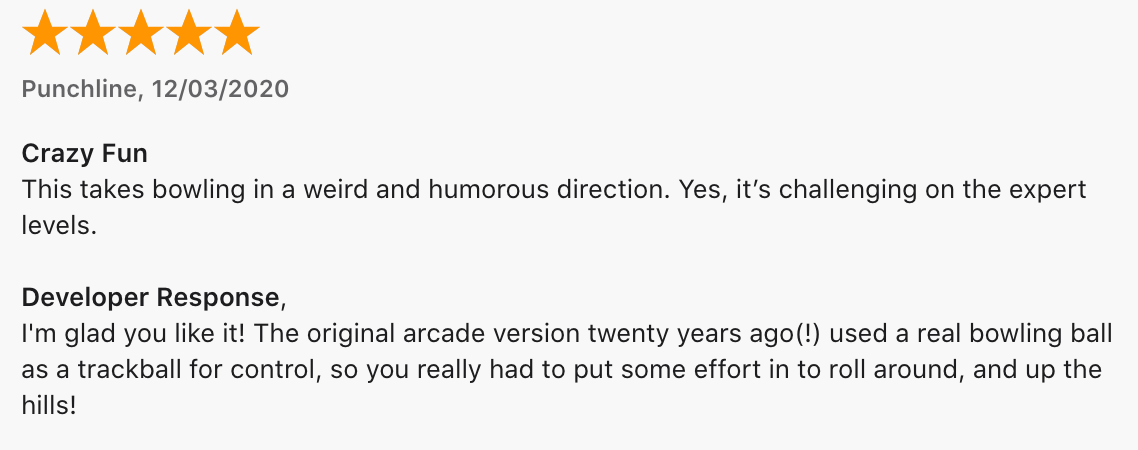 Punchline, 12/03/2020
Crazy Fun
This takes bowling in a weird and humorous direction. Yes, it’s challenging on the expert
levels.
Developer Response,
I'm glad you like it! The original arcade version twenty years ago(!) used a real bowling ball
as a trackball for control, so you really had to put some effort in to roll around, and up the
hills!